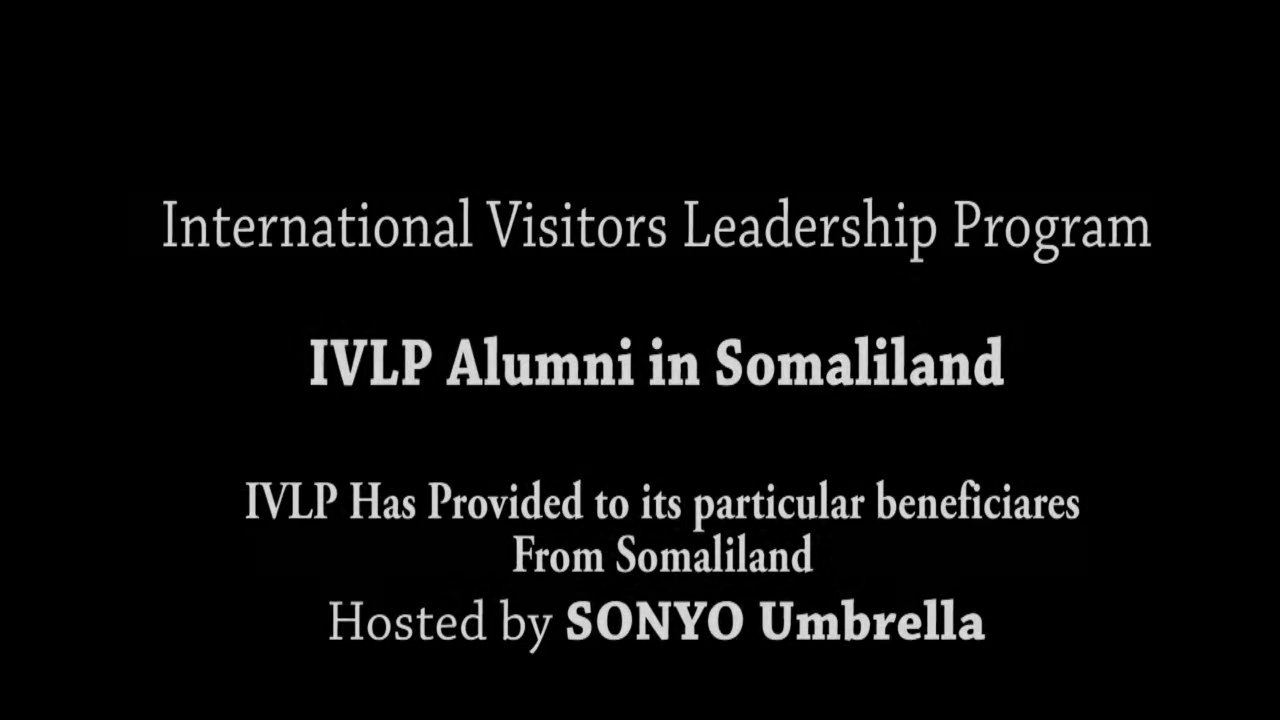 International Visitors Leadership Program
IVLP Alumni in Somaliland
IVLP Has Provided to its particular beneficiares
From Somaliland
Hosted by SONYO Umbrella